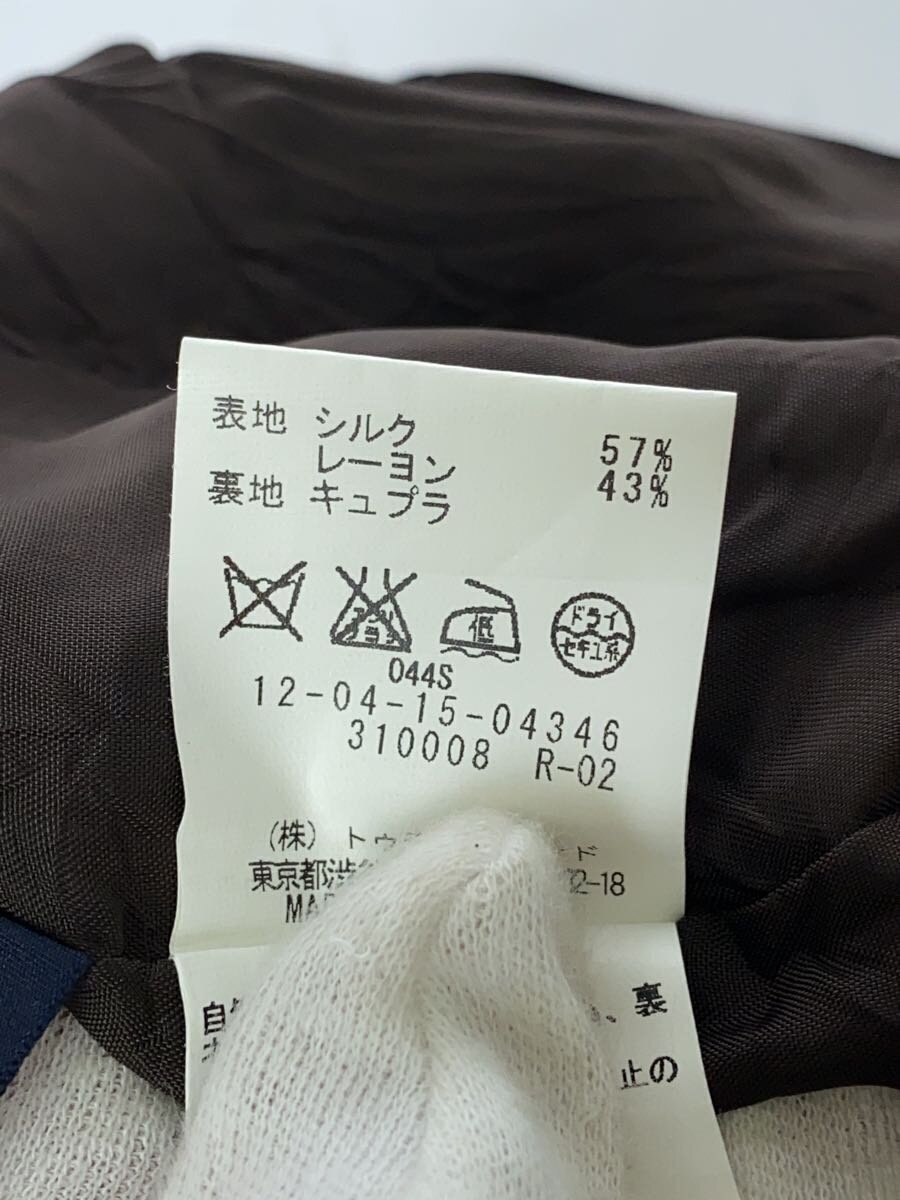 表地 シルク 57%
レーヨン 43%
裏地 キュプラ
低
ドライ
セキユ系
044S
12-04-15-04346
310008 R-02
(株) トゥ ド
東京都渋 2-18
MA
自
、裏
止の